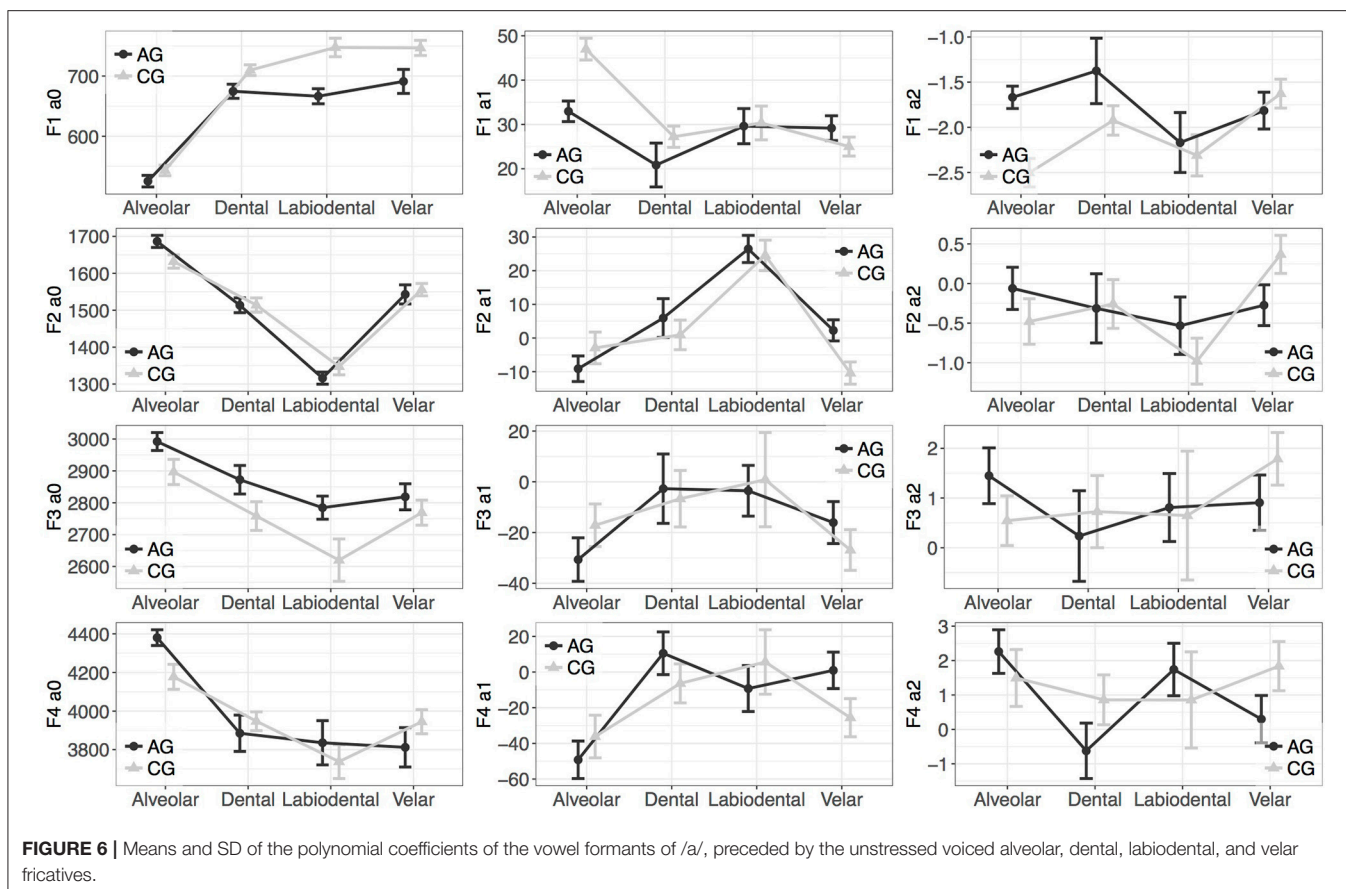 F1 a0
700
600
AG
CG
Alveolar Dental Labiodental Velar
F1 a1
50
40
30
20
AG
CG
Alveolar Dental Labiodental Velar
F1 a2
−1.0
−1.5
−2.0
−2.5
AG
CG
Alveolar Dental Labiodental Velar
F2 a0
1700
1600
1500
1400
1300
AG
CG
Alveolar Dental Labiodental Velar
F2 a1
30
20
10
0
−10
AG
CG
Alveolar Dental Labiodental Velar
F2 a2
0.5
0.0
−0.5
−1.0
AG
CG
Alveolar Dental Labiodental Velar
F3 a0
3000
2900
2800
2700
2600
AG
CG
Alveolar Dental Labiodental Velar
F3 a1
20
0
−20
−40
AG
CG
Alveolar Dental Labiodental Velar
F3 a2
2
1
0
AG
CG
Alveolar Dental Labiodental Velar
F4 a0
4400
4200
4000
3800
AG
CG
Alveolar Dental Labiodental Velar
F4 a1
20
0
−20
−40
−60
AG
CG
Alveolar Dental Labiodental Velar
F4 a2
3
2
1
0
−1
AG
CG
Alveolar Dental Labiodental Velar
FIGURE 6 | Means and SD of the polynomial coefficients of the vowel formants of /a/, preceded by the unstressed voiced alveolar, dental, labiodental, and velar
fricatives.